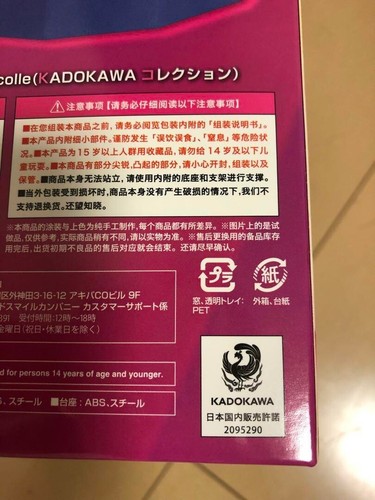 colle(KADOKAWA コレクション)
⚠注意事项【请务必仔细阅读以下注意事项】
■在您组装本商品之前,请务必阅览包装内附的「组装说明书」。
■本产品内附细小部件。谨防发生「误饮误食」、「窒息」等危险状
况。■本产品为15岁以上人群用收藏品,请勿给14岁及以下儿
童玩耍。■本商品有部分尖锐,凸起的部分,请小心开封,组装以及
保管。■商品本身无法站立,请使用内附的底座和支架进行支撑。
■当外包装受到损坏时,商品本身没有产生破损的情况下,我们不
支持退换货。还望知晓。
※本商品的涂装与上色为纯手工制作,每个商品都有所差异。※图片上的是试
做品,仅供参考,实际商品稍有不同,请以实物为准。※售后更换用的备品库存
用完后,出货初期不良品的售后对应就会结束。还请尽早确认。
プラ
紙
窓、透明トレイ:
PET
外箱、台紙
区外神田3-16-12 アキバCOビル 9F
ドスマイルカンパニー カスタマーサポート係
391 受付時間:12時〜18時
金曜日(祝日・休業日を除く)
d for persons 14 years of age and younger.
S、スチール ■台座:ABS、スチール
KADOKAWA
日本国内販売許諾
2095290